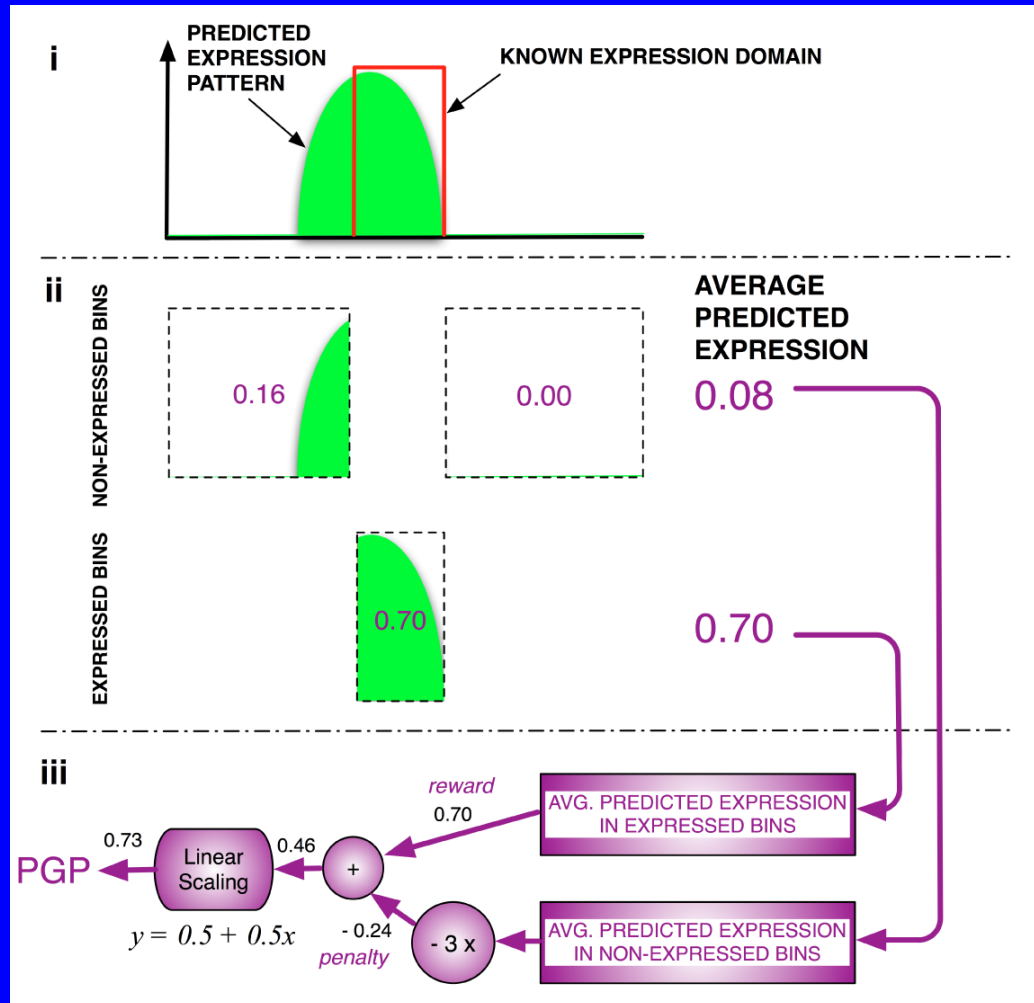 i
PREDICTED
EXPRESSION
PATTERN
KNOWN EXPRESSION DOMAIN
ii
NON-EXPRESSED BINS
0.16
0.00
AVERAGE
PREDICTED
EXPRESSION
0.08
EXPRESSED BINS
0.70
0.70
iii
reward
0.70
AVG. PREDICTED EXPRESSION
IN EXPRESSED BINS
PGP
0.73
Linear
Scaling
0.46
+
y = 0.5 + 0.5x
- 0.24
penalty
- 3 x
AVG. PREDICTED EXPRESSION
IN NON-EXPRESSED BINS